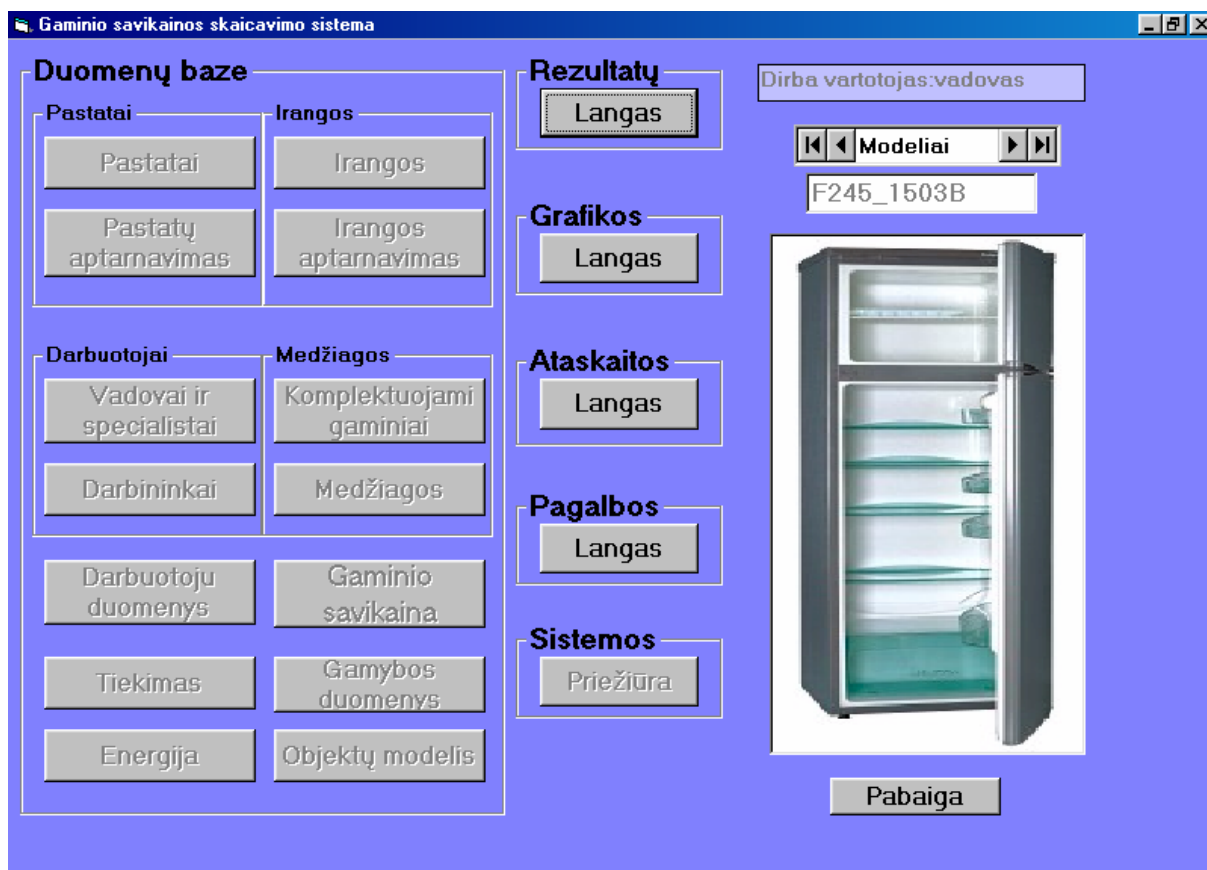 Gaminio savikainos skaicavimo sistema
Duomenų baze
Pastatai
Irangos
Pastatai
Irangos
Pastatų
aptarnavimas
Irangos
aptarnavimas
Darbuotojai
Medžiagos
Vadovai ir
specialistai
Komplektuojami
gaminiai
Darbininkai
Medžiagos
Darbuotoju
duomenys
Gaminio
savikaina
Tiekimas
Gamybos
duomenys
Energija
Objektų modelis
Rezultatų
Langas
Grafikos
Langas
Ataskaitos
Langas
Pagalbos
Langas
Sistemos
Priežiūra
Dirba vartotojas:vadovas
Modeliai
F245_1503B
Pabaiga